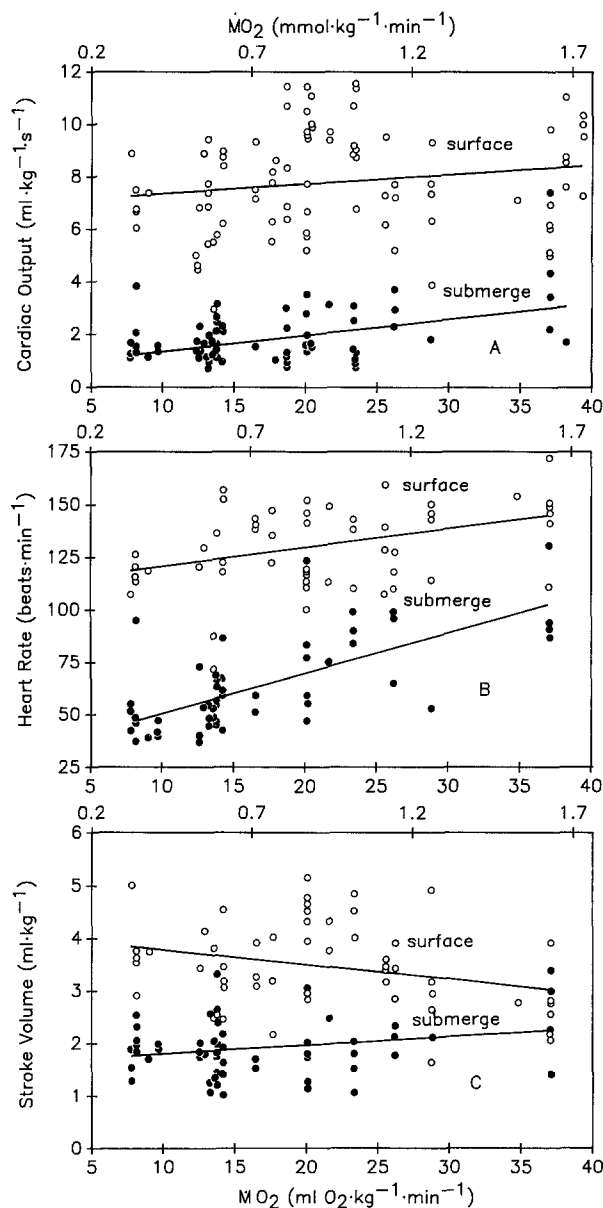 ṀO₂ (mmol·kg⁻¹·min⁻¹)
0.2 0.7 1.2 1.7
12
10
8
6
4
2
0
Cardiac Output (ml·kg⁻¹·s⁻¹)
surface
submerge
A
5 10 15 20 25 30 35 40
0.2 0.7 1.2 1.7
175
150
125
100
75
50
25
Heart Rate (beats·min⁻¹)
surface
submerge
B
5 10 15 20 25 30 35 40
0.2 0.7 1.2 1.7
6
5
4
3
2
1
0
Stroke Volume (ml·kg⁻¹)
surface
submerge
C
5 10 15 20 25 30 35 40
MO₂ (ml O₂·kg⁻¹·min⁻¹)